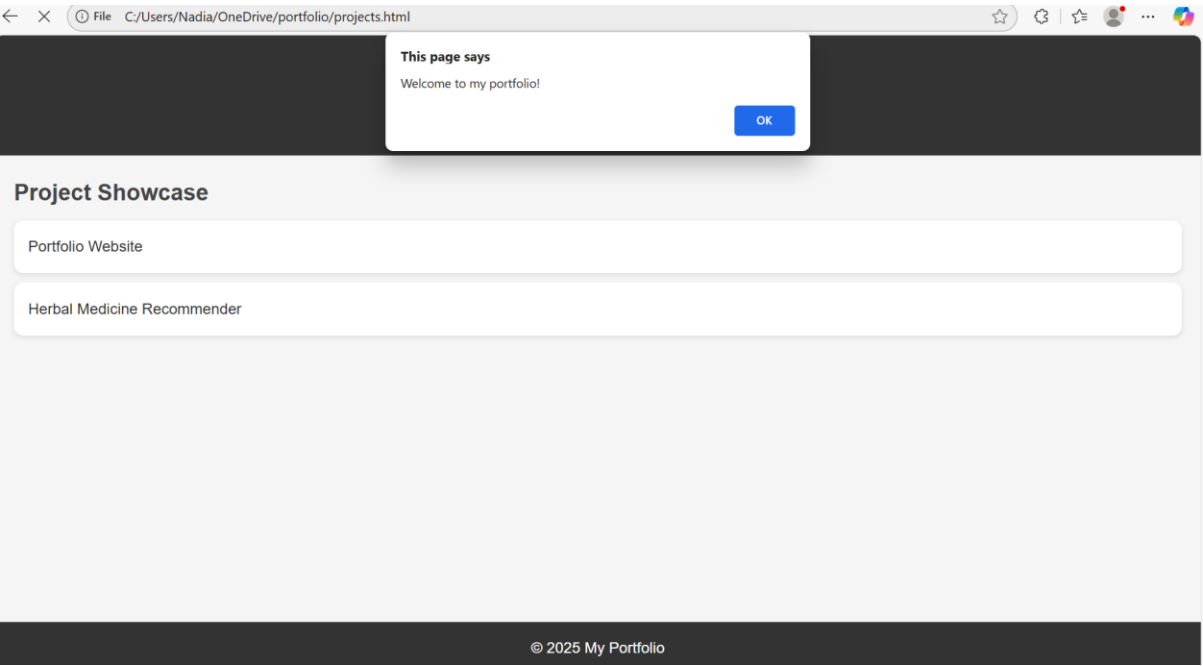 File C:/Users/Nadia/OneDrive/portfolio/projects.html
This page says
Welcome to my portfolio!
OK
Project Showcase
Portfolio Website
Herbal Medicine Recommender
© 2025 My Portfolio